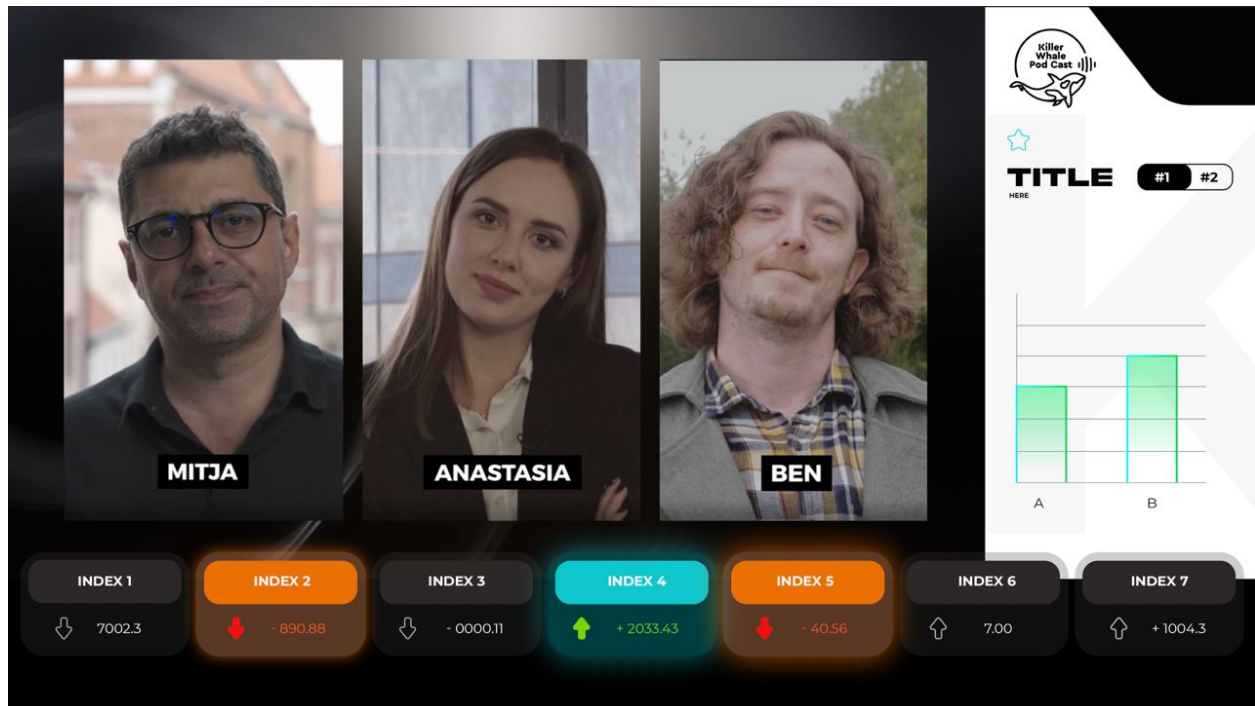 Killer
Whale
Pod Cast
TITLE
HERE
#1 #2
MITJA
ANASTASIA
BEN
A B
INDEX 1
INDEX 2
INDEX 3
INDEX 4
INDEX 5
INDEX 6
INDEX 7
7002.3
- 890.88
- 0000.11
+ 2033.43
- 40.56
7.00
+ 1004.3